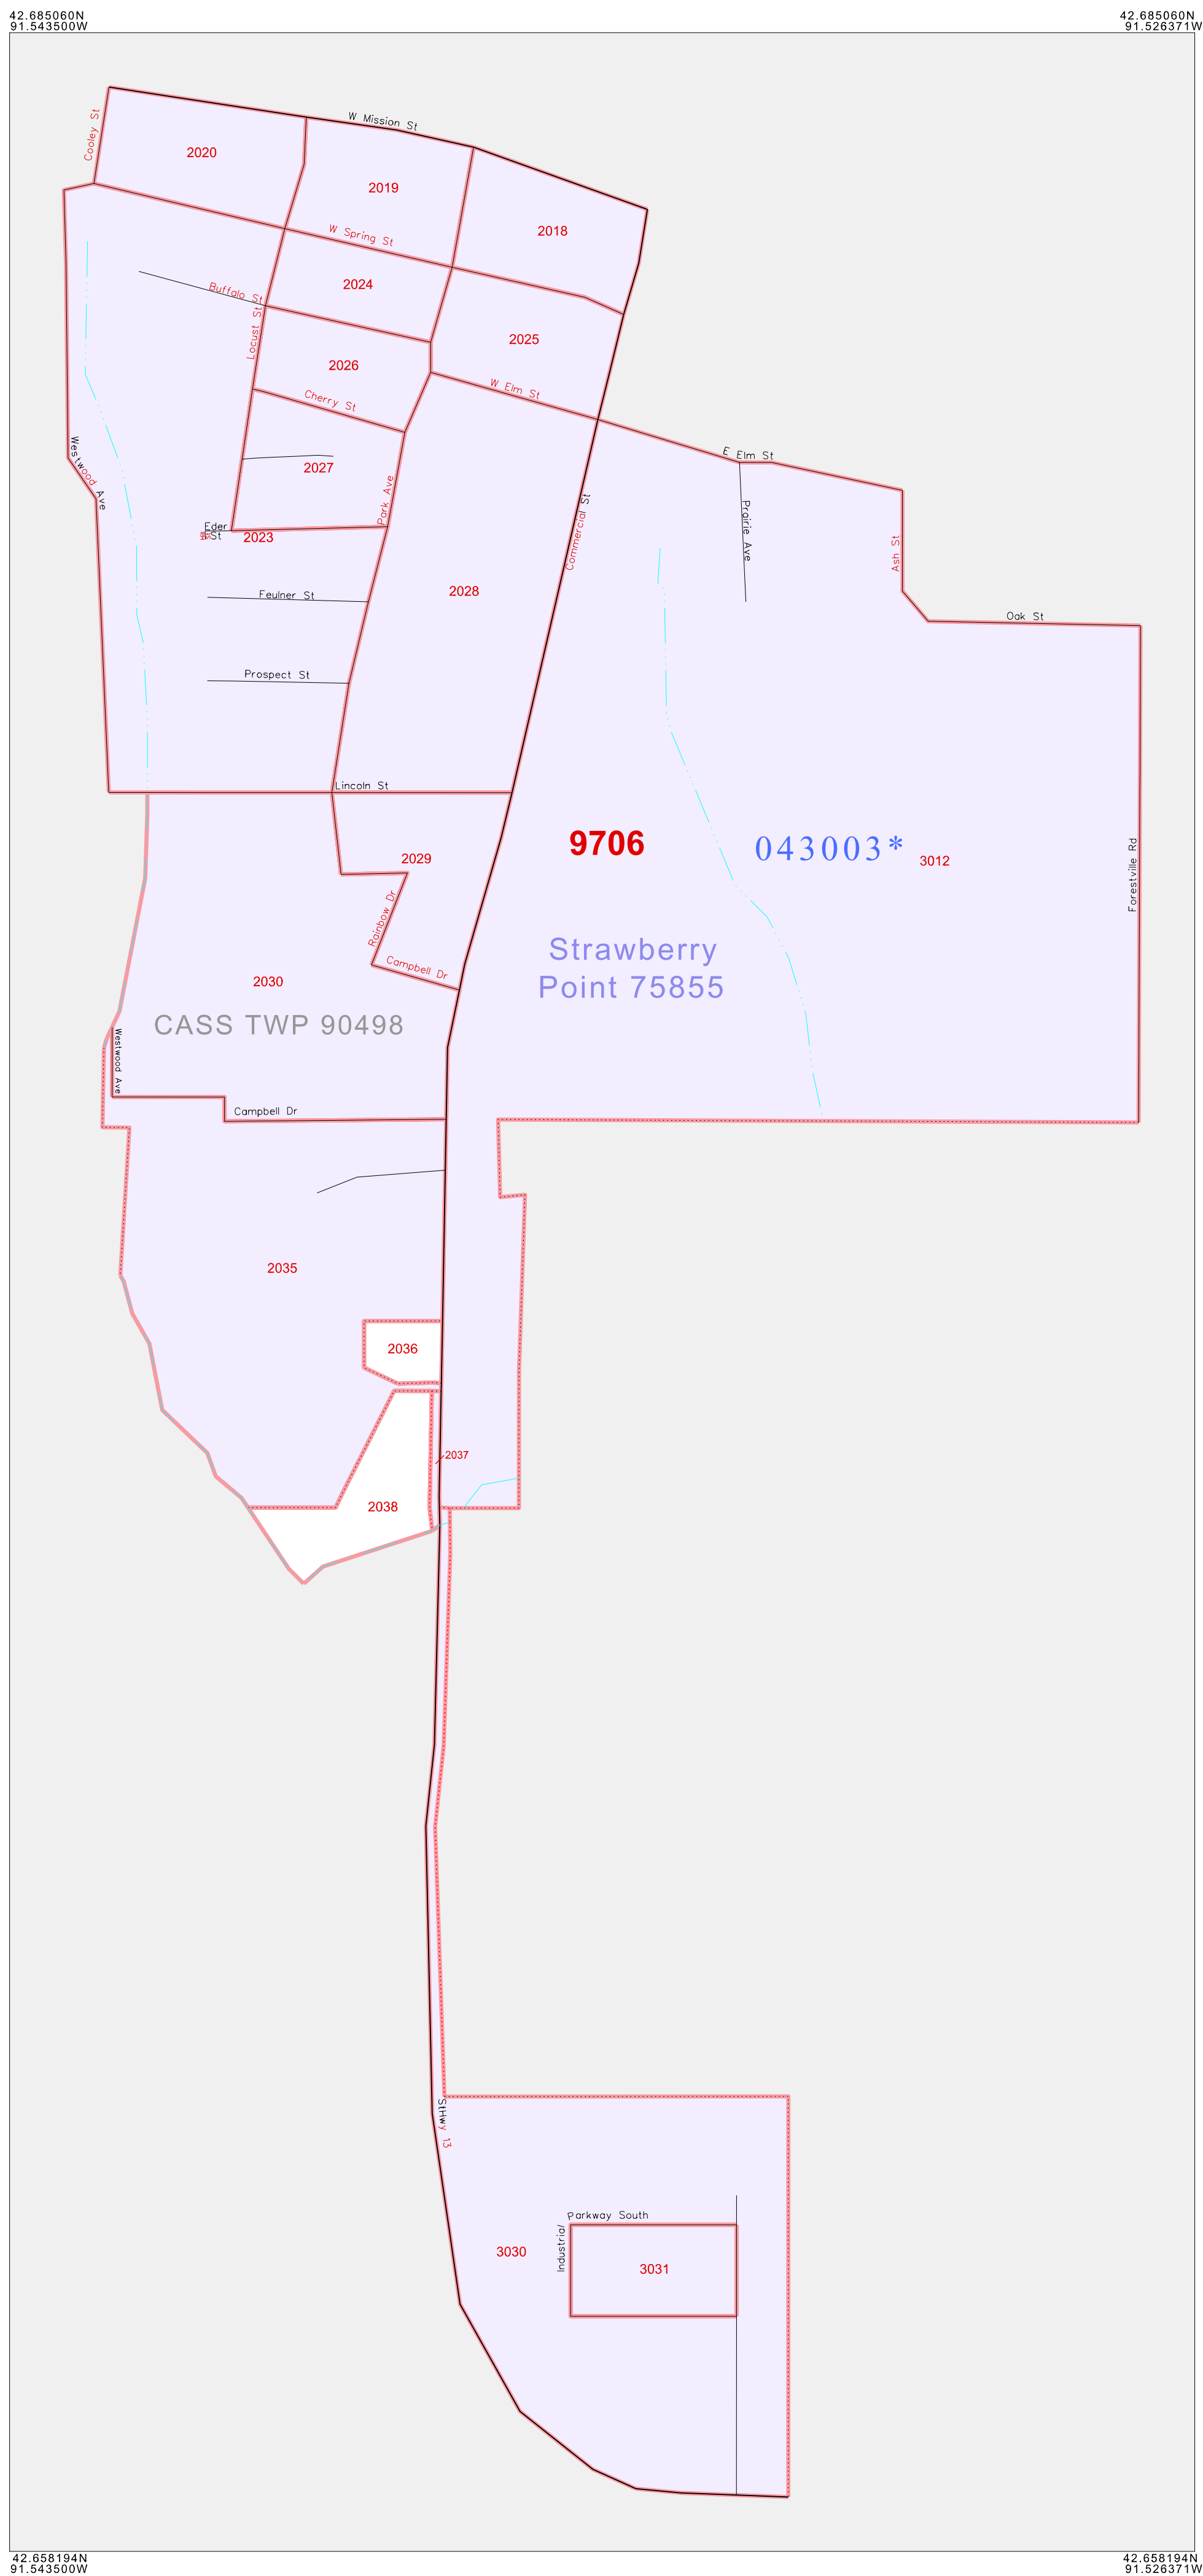 42.685060N
91.543500W
42.685060N
91.526371W
W Mission St
Cooley St
2020
2019
2018
W Spring St
2024
Buffalo St
Locust St
2025
2026
W Elm St
Cherry St
Westwood Ave
E Elm St
2027
Park Ave
Commercial St
Prairie Ave
Eder
St
2023
Ash St
2028
Feulner St
Oak St
Prospect St
Lincoln St
9706
043003*
2029
3012
Forestville Rd
Rainbow Dr
Strawberry
Point 75855
Campbell Dr
2030
CASS TWP 90498
Westwood Ave
Campbell Dr
2035
2036
2037
2038
StHwy 13
Parkway South
Industrial
3030
3031
42.658194N
91.543500W
42.658194N
91.526371W